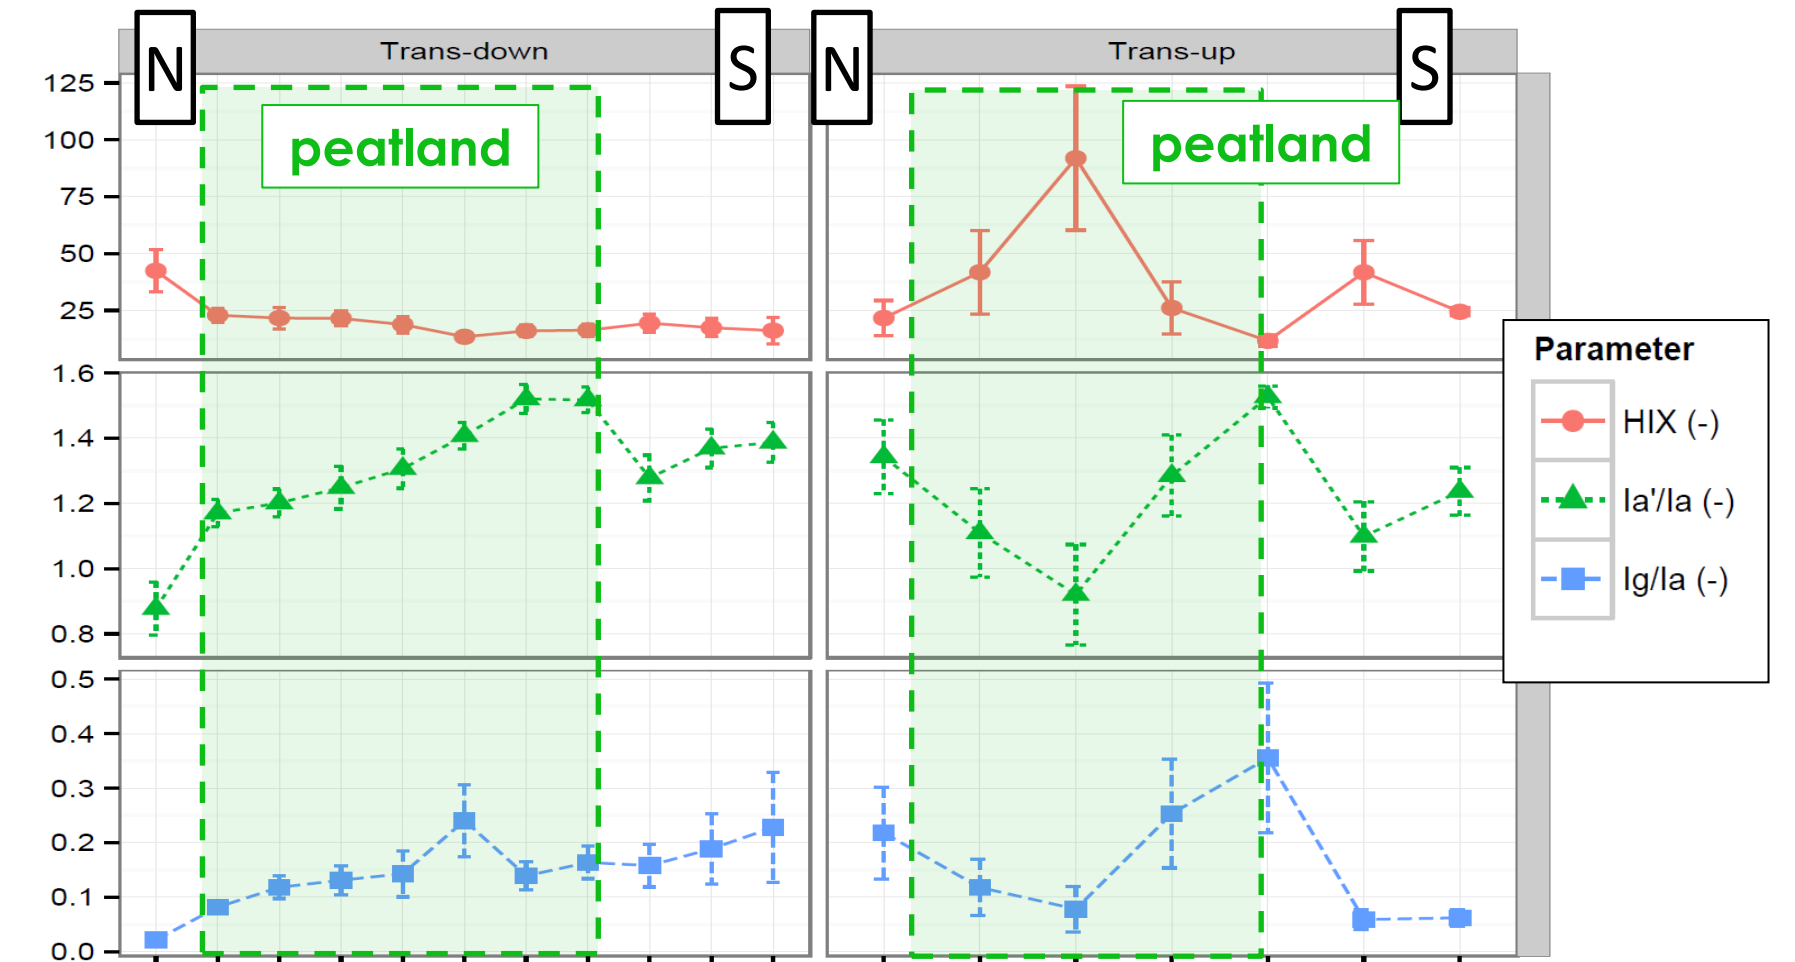 N
Trans-down
S
N
Trans-up
S
peatland
peatland
125
100
75
50
25
1.6
1.4
1.2
1.0
0.8
0.5
0.4
0.3
0.2
0.1
0.0
Parameter
HIX (-)
Ia'/Ia (-)
Ig/Ia (-)